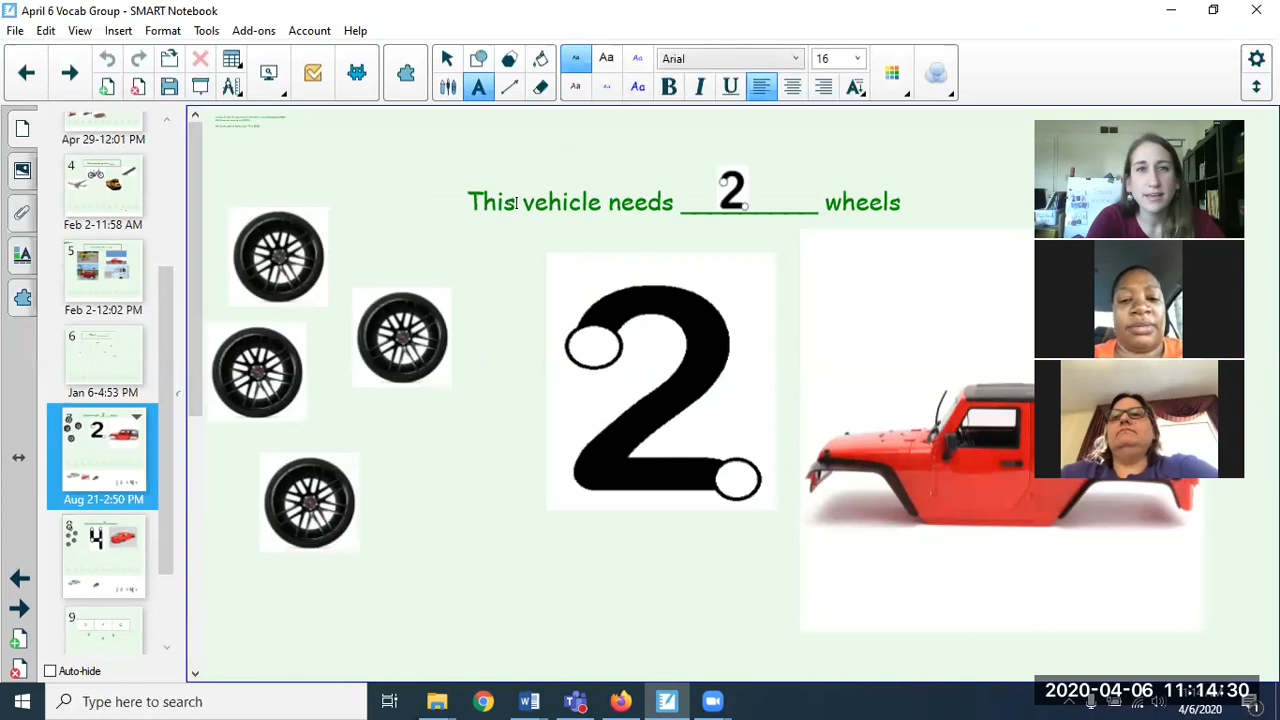 April 6 Vocab Group - SMART Notebook
File Edit View Insert Format Tools Add-ons Account Help
Arial 16
Apr 29-12:01 PM
4
Feb 2-11:58 AM
5
Feb 2-12:02 PM
6
Jan 6-4:53 PM
2
Aug 21-2:50 PM
8
4
9
Auto-hide
This vehicle needs 2 wheels
2
Type here to search
2020-04-06 11:14:30
4/6/2020